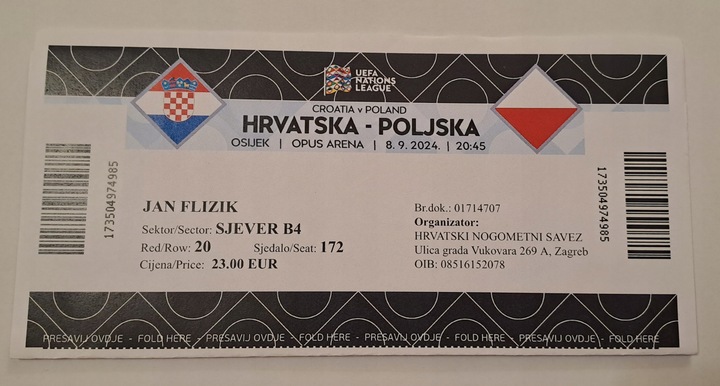 UEFA
NATIONS
LEAGUE
CROATIA v POLAND
HRVATSKA - POLJSKA
OSIJEK | OPUS ARENA | 8. 9. 2024. | 20:45
173504974985
JAN FLIZIK
Sektor/Sector: SJEVER B4
Red/Row: 20 Sjedalo/Seat: 172
Cijena/Price: 23.00 EUR
Br.dok.: 01714707
Organizator:
HRVATSKI NOGOMETNI SAVEZ
Ulica grada Vukovara 269 A, Zagreb
OIB: 08516152078
173504974985
PRESAVIJ OVDJE - FOLD HERE - PRESAVIJ OVDJE - FOLD HERE - PRESAVIJ OVDJE - FOLD HERE - PRESAVIJ OVDJE - FOLD HERE